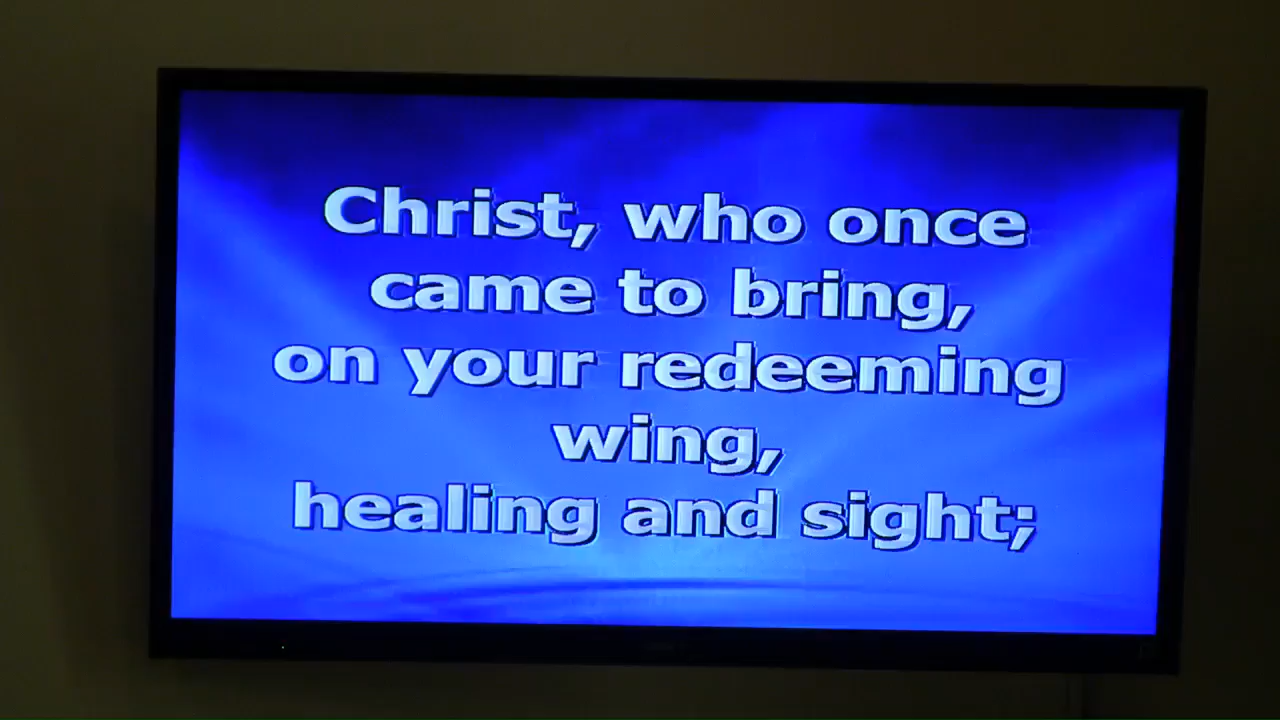 Christ, who once
came to bring,
on your redeeming
wing,
healing and sight;